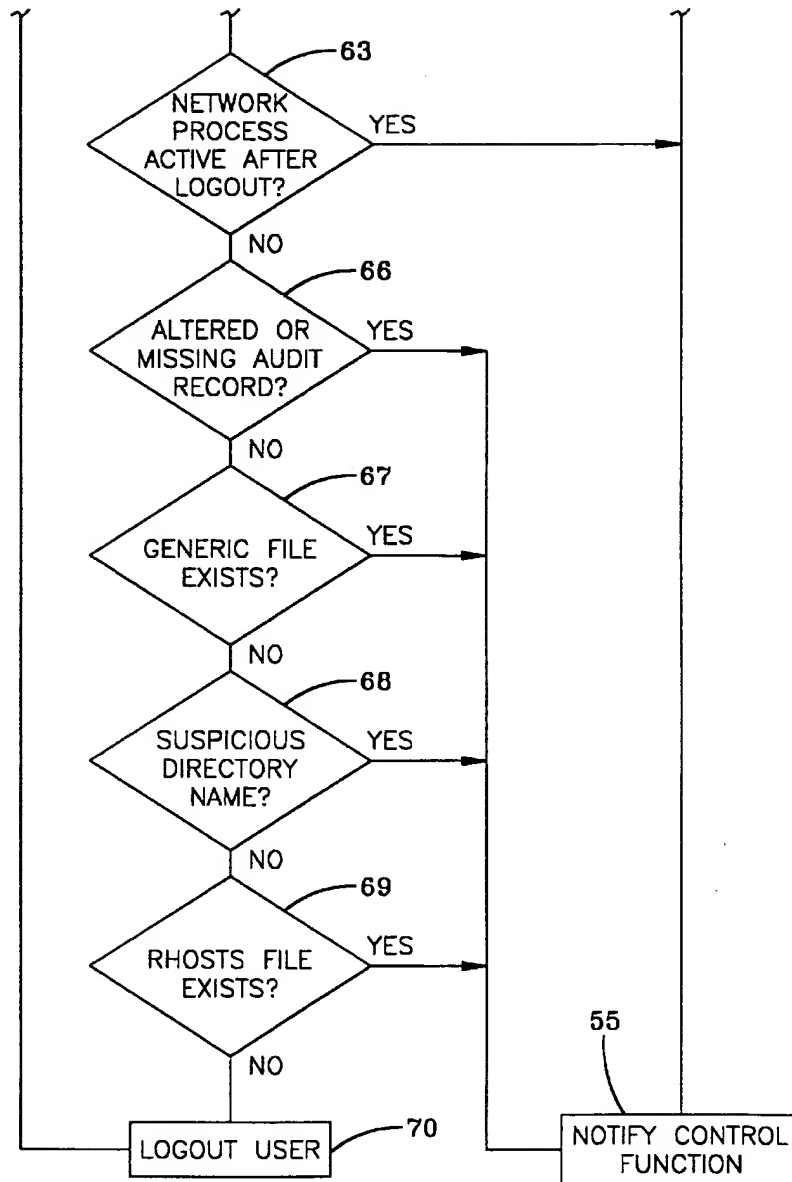 63
NETWORK
PROCESS
ACTIVE AFTER
LOGOUT?
YES
NO
66
ALTERED OR
MISSING AUDIT
RECORD?
YES
NO
67
GENERIC FILE
EXISTS?
YES
NO
68
SUSPICIOUS
DIRECTORY
NAME?
YES
NO
69
RHOSTS FILE
EXISTS?
YES
NO
55
LOGOUT USER
70
NOTIFY CONTROL
FUNCTION